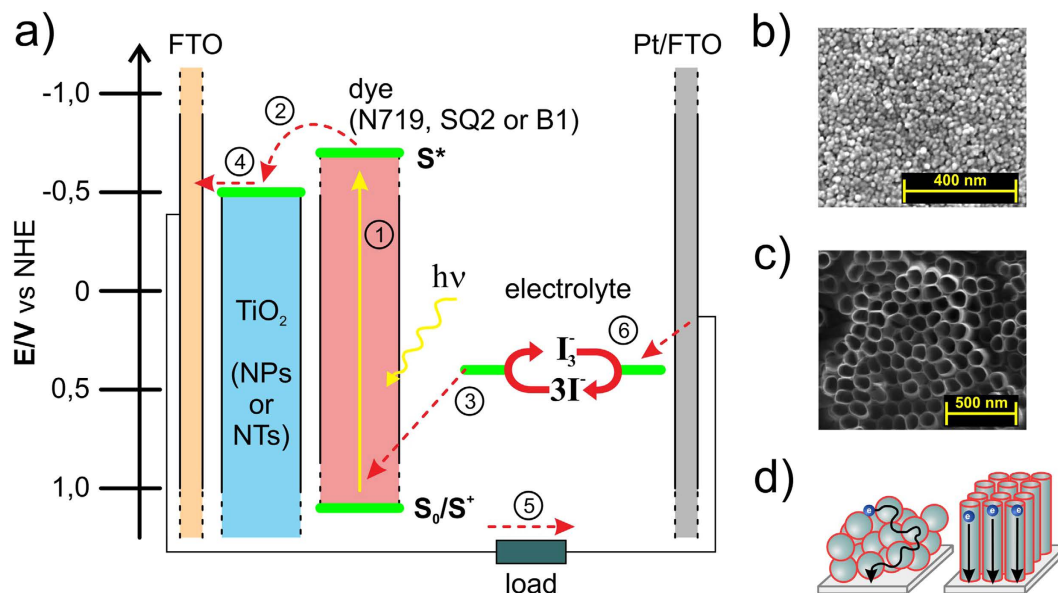 a)
FTO
Pt/FTO
-1,0
-0,5
0
0,5
1,0
E/V vs NHE
dye
(N719, SQ2 or B1)
S*
②
④
①
TiO₂
(NPs
or
NTs)
hν
electrolyte
⑥
I₃⁻
3I⁻
③
S₀/S⁺
⑤
load
b)
400 nm
c)
500 nm
d)
e
e e e